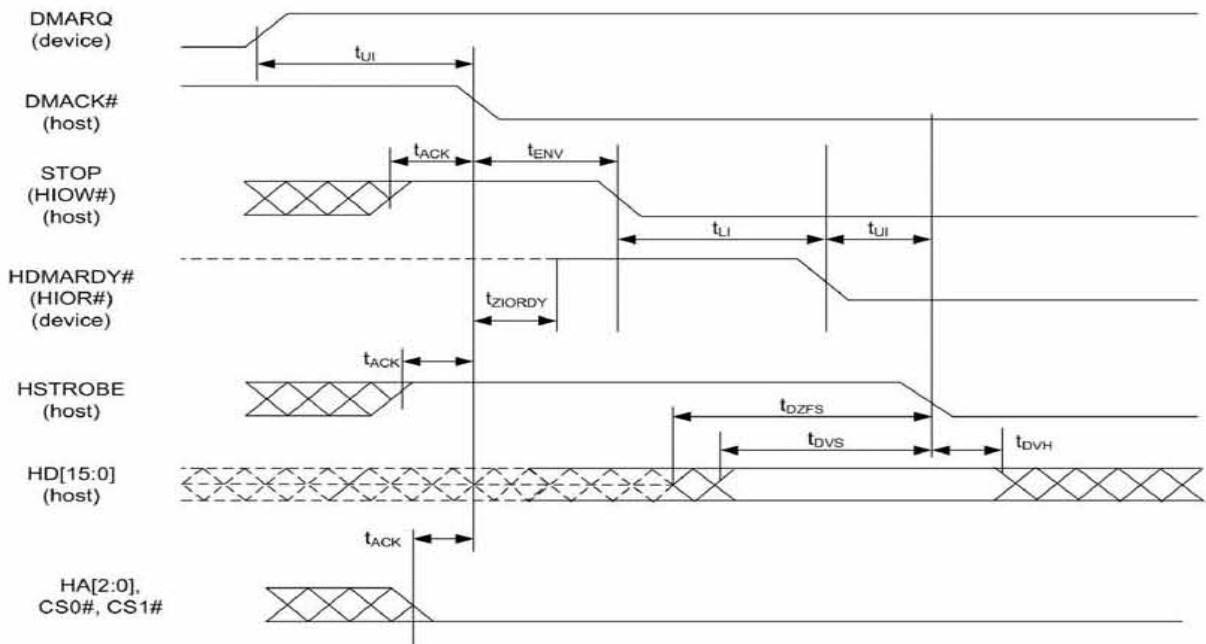 DMARQ
(device)
tUI
DMACK#
(host)
tACK
tENV
STOP
(HIOW#)
(host)
tLI
tUI
HDMARDY#
(HIOR#)
(device)
tZIORDY
tACK
HSTROBE
(host)
tDZFS
tDVS
tDVH
HD[15:0]
(host)
tACK
HA[2:0],
CS0#, CS1#